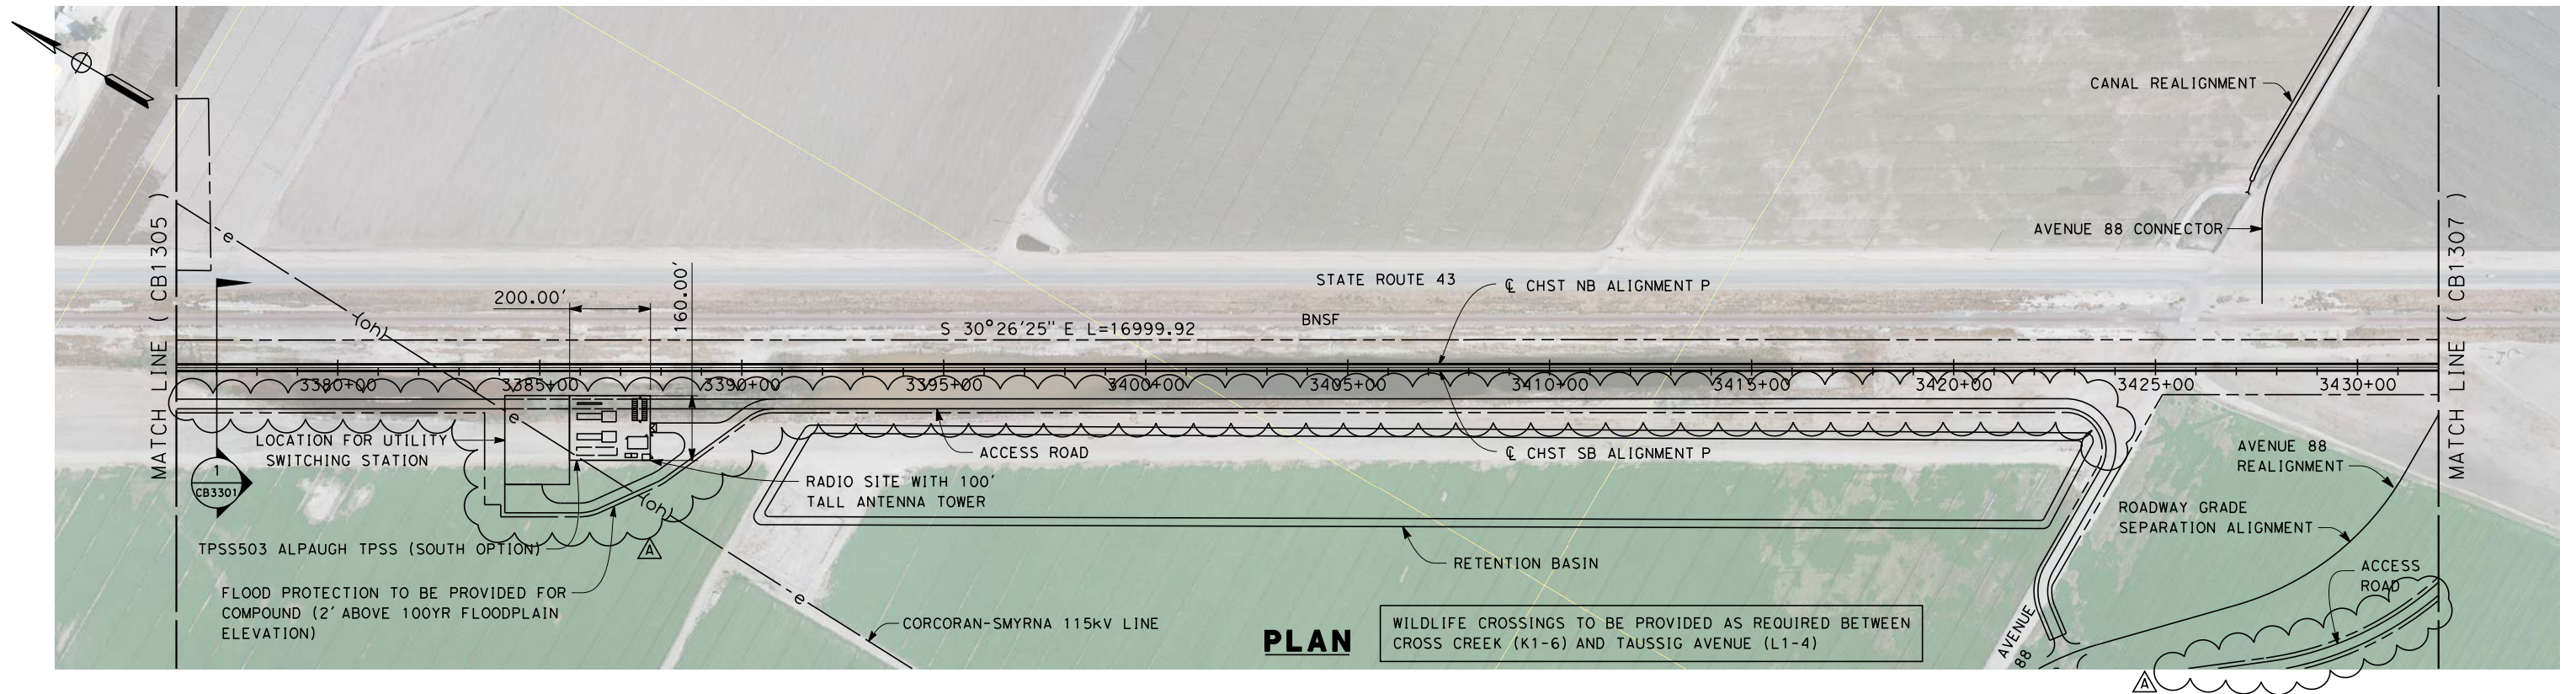 CANAL REALIGNMENT
MATCH LINE ( CB1305 )
MATCH LINE ( CB1307 )
AVENUE 88 CONNECTOR
e
(oh)
200.00'
160.00'
STATE ROUTE 43
℄ CHST NB ALIGNMENT P
S 30°26'25" E L=16999.92
BNSF
3380+00
3385+00
3390+00
3395+00
3400+00
3405+00
3410+00
3415+00
3420+00
3425+00
3430+00
e
LOCATION FOR UTILITY
SWITCHING STATION
1
CB3301
ACCESS ROAD
℄ CHST SB ALIGNMENT P
AVENUE 88
REALIGNMENT
RADIO SITE WITH 100'
TALL ANTENNA TOWER
(oh)
ROADWAY GRADE
SEPARATION ALIGNMENT
TPSS503 ALPAUGH TPSS (SOUTH OPTION)
A
RETENTION BASIN
ACCESS
ROAD
FLOOD PROTECTION TO BE PROVIDED FOR
COMPOUND (2' ABOVE 100YR FLOODPLAIN
ELEVATION)
e
CORCORAN-SMYRNA 115kV LINE
PLAN
WILDLIFE CROSSINGS TO BE PROVIDED AS REQUIRED BETWEEN
CROSS CREEK (K1-6) AND TAUSSIG AVENUE (L1-4)
AVENUE
88
A